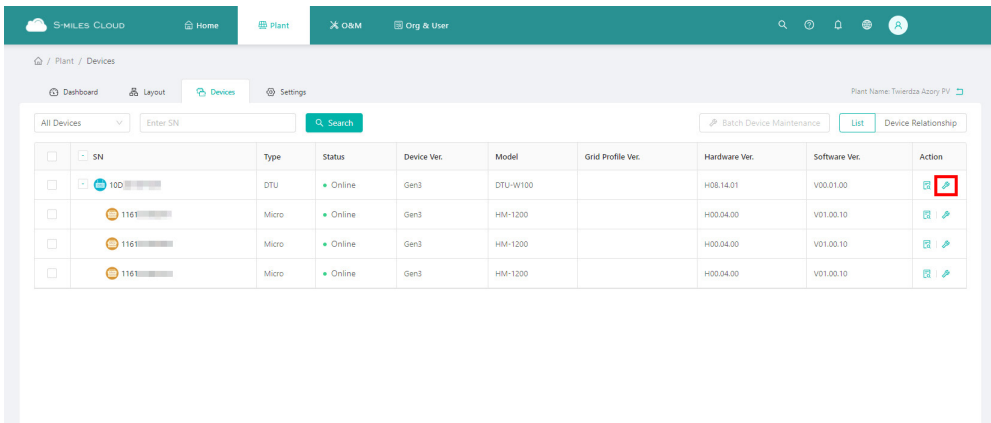 S-MILES CLOUD Home Plant O&M Org & User
/ Plant / Devices
Dashboard Layout Devices Settings Plant Name: Twierdza Azory PV
All Devices Enter SN Search Batch Device Maintenance List Device Relationship
SN Type Status Device Ver. Model Grid Profile Ver. Hardware Ver. Software Ver. Action
10D DTU Online Gen3 DTU-W100 H08.14.01 V00.01.00
1161 Micro Online Gen3 HM-1200 H00.04.00 V01.00.10
1161 Micro Online Gen3 HM-1200 H00.04.00 V01.00.10
1161 Micro Online Gen3 HM-1200 H00.04.00 V01.00.10